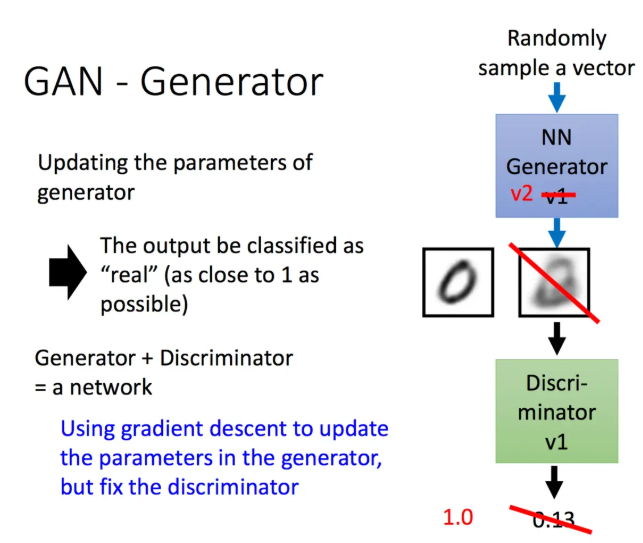 GAN - Generator
Updating the parameters of
generator
The output be classified as
“real” (as close to 1 as
possible)
Generator + Discriminator
= a network
Using gradient descent to update
the parameters in the generator,
but fix the discriminator
Randomly
sample a vector
NN
Generator
v2 v1
0
Discri-
minator
v1
1.0 0.13